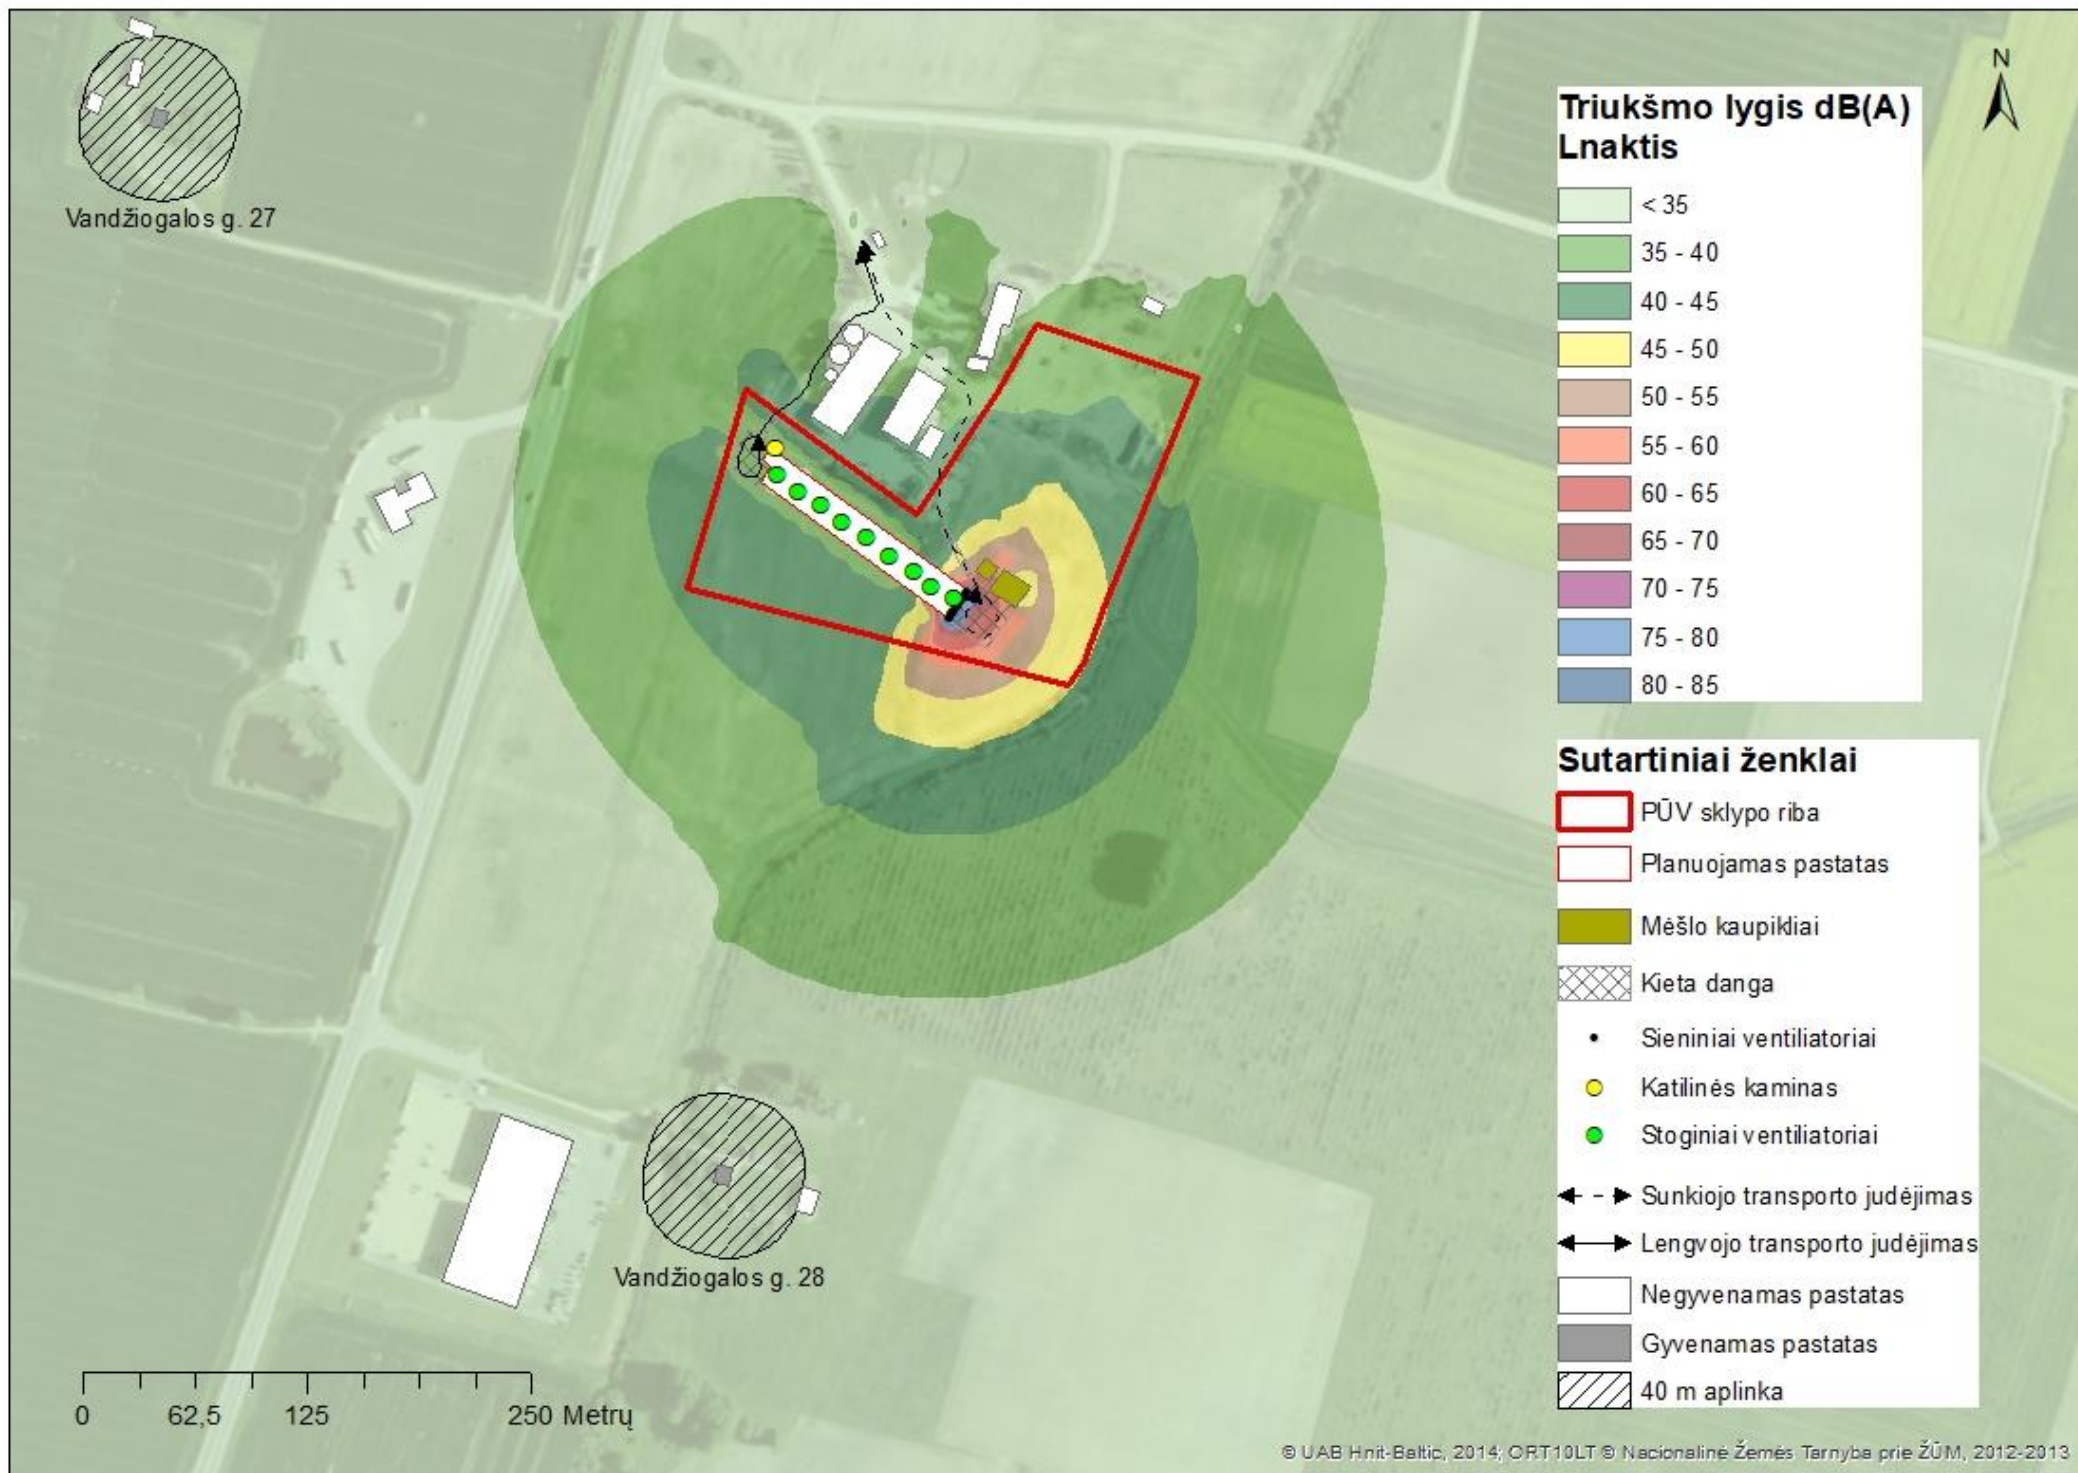 N
Vandžiogalos g. 27
Triukšmo lygis dB(A)
Lnaktis
< 35
35 - 40
40 - 45
45 - 50
50 - 55
55 - 60
60 - 65
65 - 70
70 - 75
75 - 80
80 - 85
Sutartiniai ženklai
PŪV sklypo riba
Planuojamas pastatas
Mėšlo kaupikliai
Kieta danga
Sieniniai ventiliatoriai
Katilinės kaminas
Stoginiai ventiliatoriai
Sunkiojo transporto judėjimas
Lengvojo transporto judėjimas
Negyvenamas pastatas
Gyvenamas pastatas
40 m aplinka
Vandžiogalos g. 28
0 62,5 125 250 Metrų
© UAB Hnit-Baltic, 2014; ORT10LT © Nacionalinė Žemės Tarnyba prie ŽŪM, 2012-2013